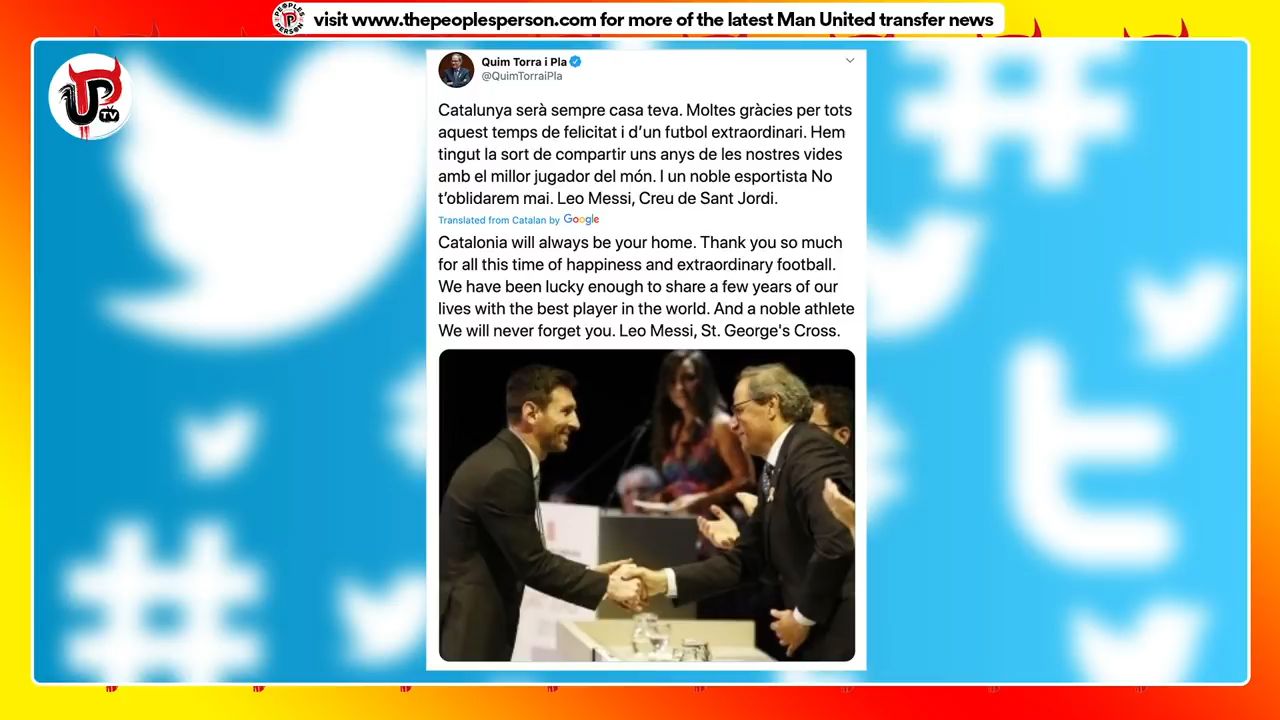 PEOPLES PERSON
visit www.thepeoplesperson.com for more of the latest Man United transfer news
UP
TV
Quim Torra i Pla
@QuimTorraiPla
Catalunya serà sempre casa teva. Moltes gràcies per tots
aquest temps de felicitat i d’un futbol extraordinari. Hem
tingut la sort de compartir uns anys de les nostres vides
amb el millor jugador del món. I un noble esportista No
t’oblidarem mai. Leo Messi, Creu de Sant Jordi.
Translated from Catalan by Google
Catalonia will always be your home. Thank you so much
for all this time of happiness and extraordinary football.
We have been lucky enough to share a few years of our
lives with the best player in the world. And a noble athlete
We will never forget you. Leo Messi, St. George's Cross.